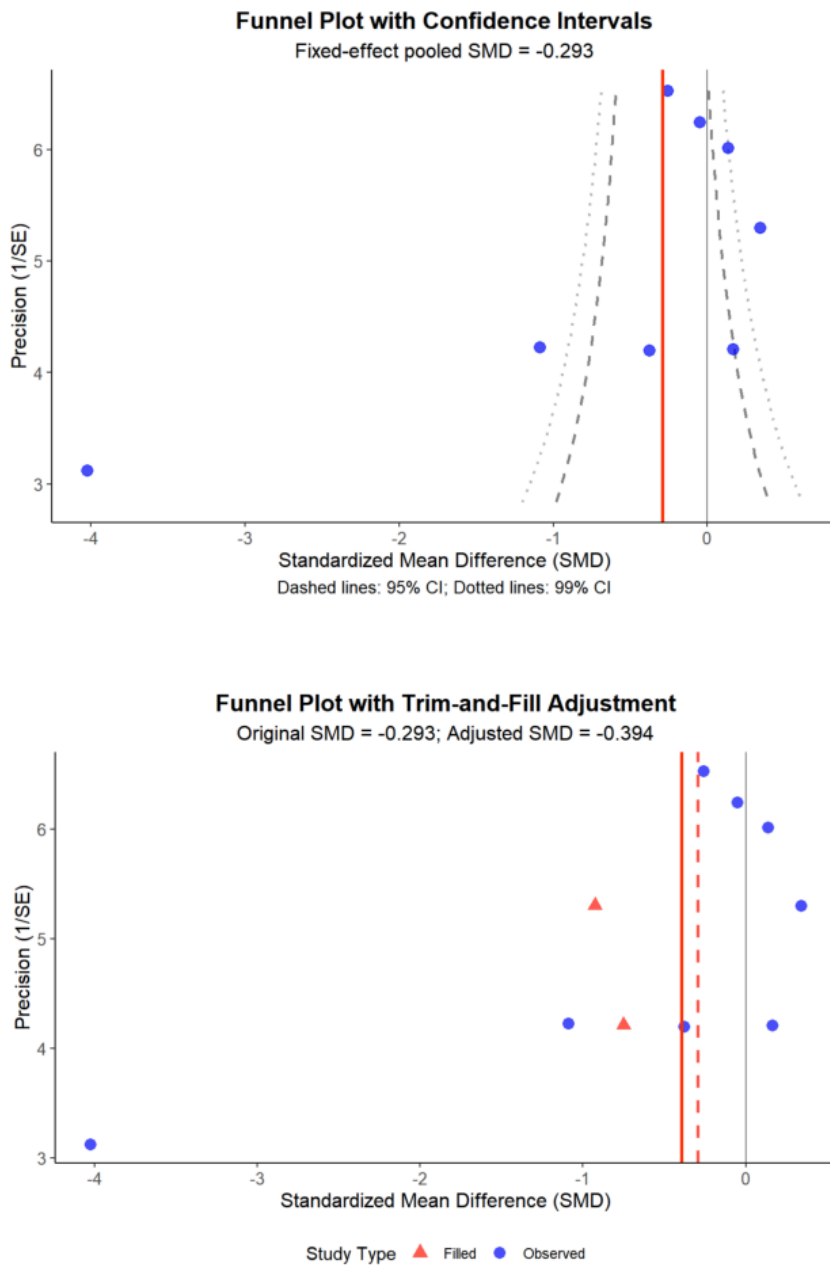 Funnel Plot with Confidence Intervals
Fixed-effect pooled SMD = -0.293
Precision (1/SE)
6
5
4
3
-4 -3 -2 -1 0
Standardized Mean Difference (SMD)
Dashed lines: 95% CI; Dotted lines: 99% CI
Funnel Plot with Trim-and-Fill Adjustment
Original SMD = -0.293; Adjusted SMD = -0.394
Precision (1/SE)
6
5
4
3
-4 -3 -2 -1 0
Standardized Mean Difference (SMD)
Study Type Filled Observed